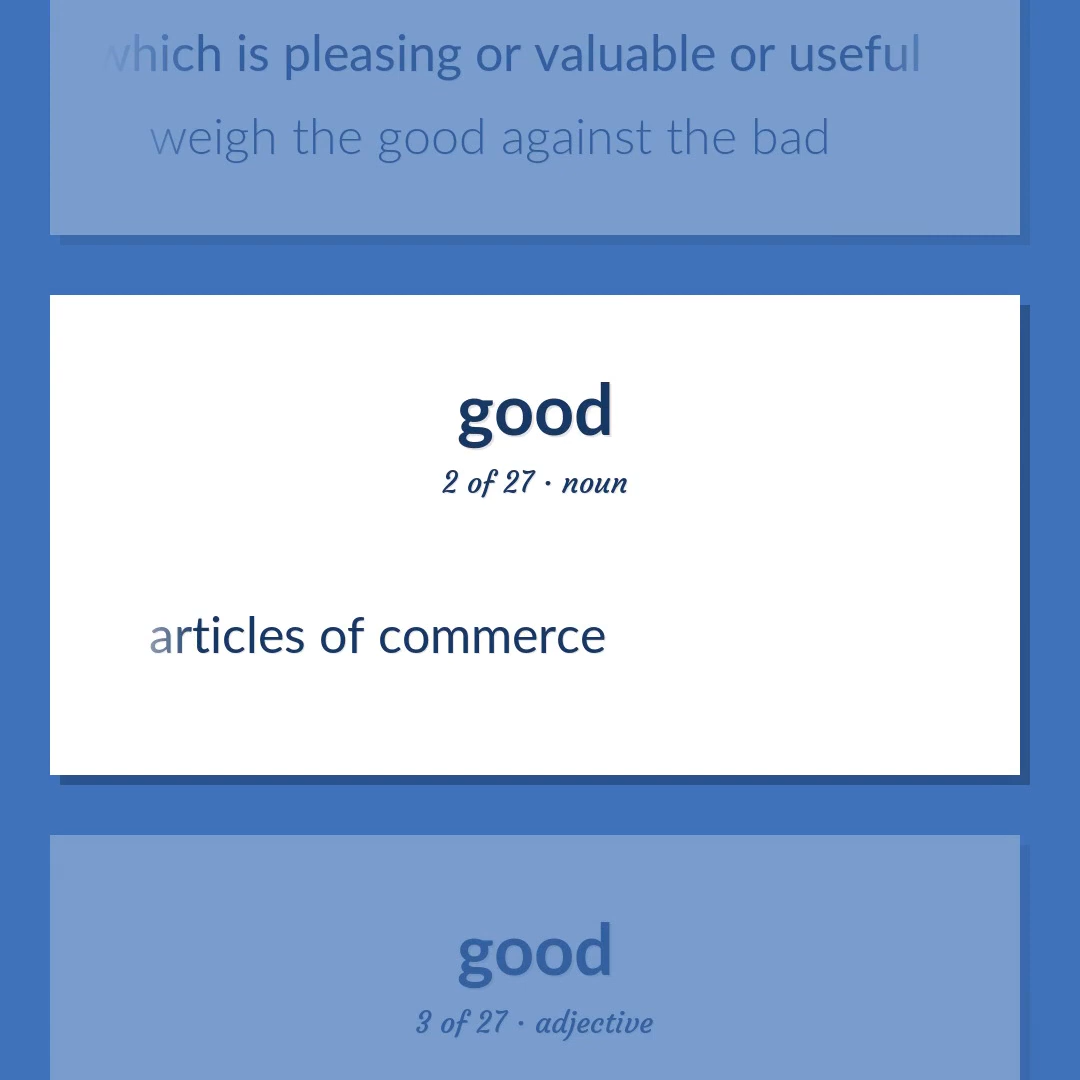 which is pleasing or valuable or useful
weigh the good against the bad
good
2 of 27 · noun
articles of commerce
good
3 of 27 · adjective